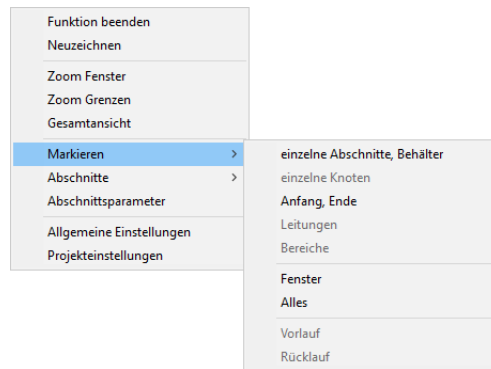 Funktion beenden
Neuzeichnen
Zoom Fenster
Zoom Grenzen
Gesamtansicht
Markieren
Abschnitte
Abschnittsparameter
Allgemeine Einstellungen
Projekteinstellungen
einzelne Abschnitte, Behälter
einzelne Knoten
Anfang, Ende
Leitungen
Bereiche
Fenster
Alles
Vorlauf
Rücklauf